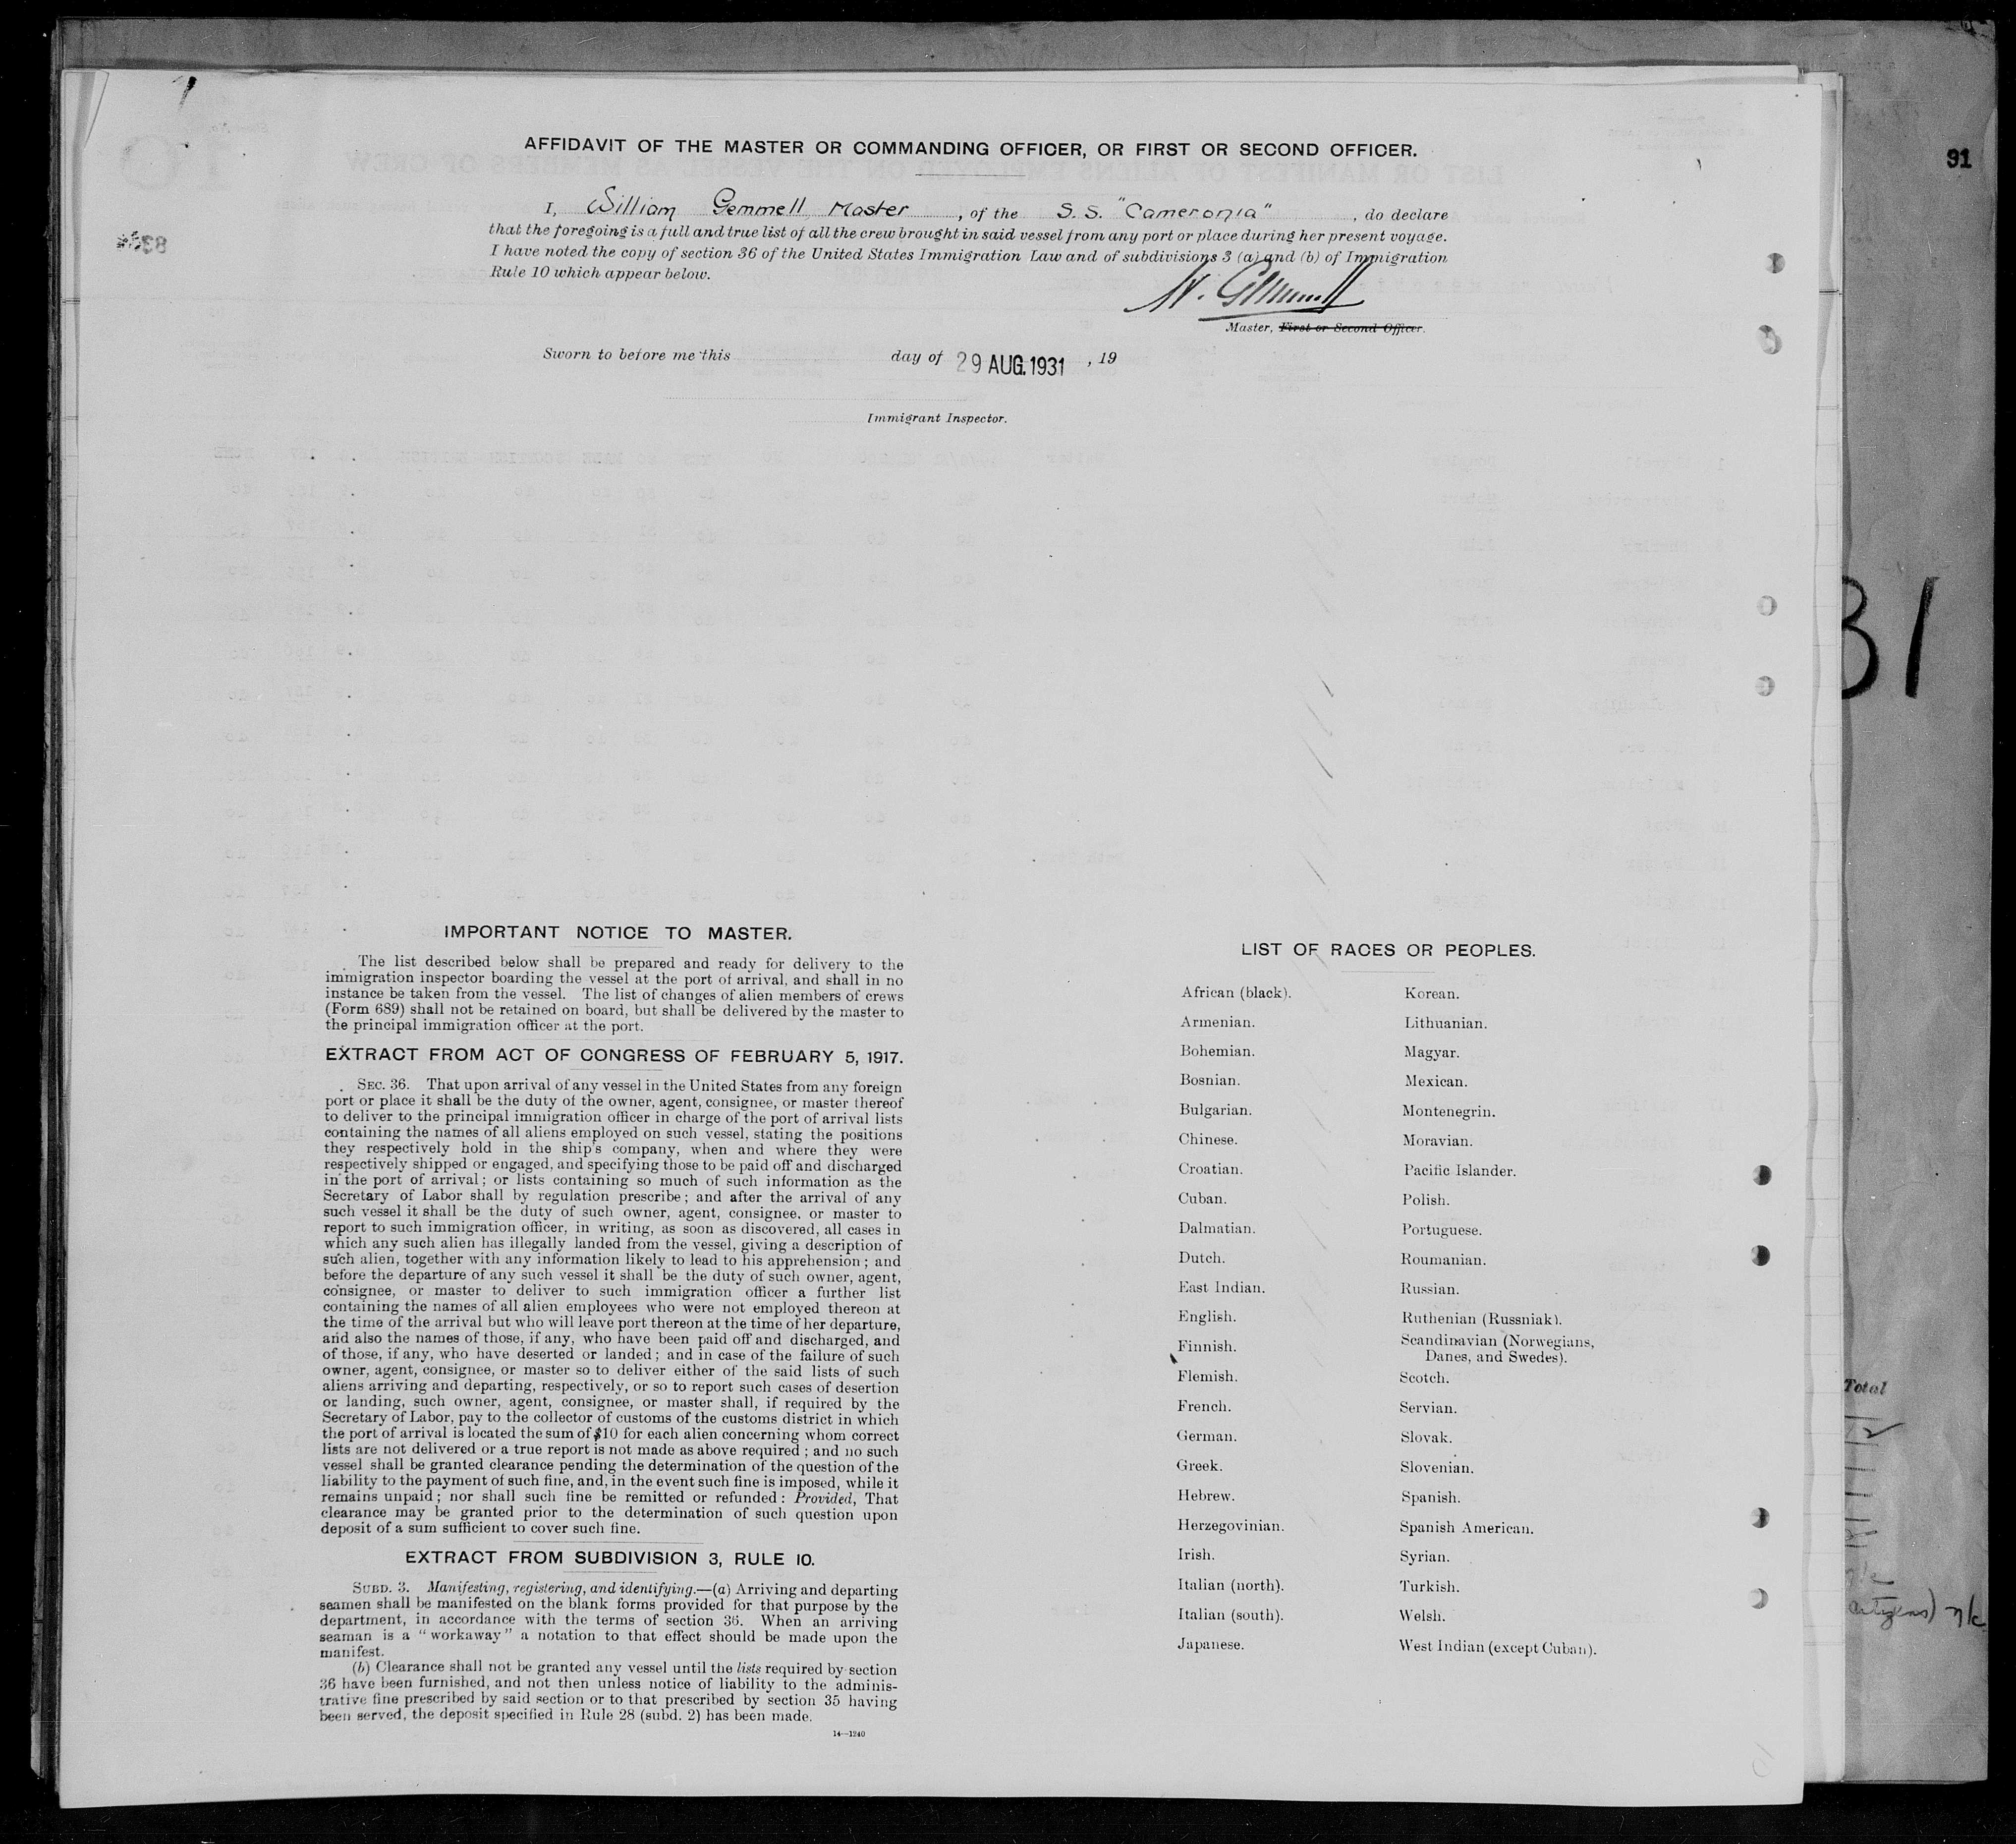 91
AFFIDAVIT OF THE MASTER OR COMMANDING OFFICER, OR FIRST OR SECOND OFFICER.
I, William Gemmell, Master, of the S. S. "Cameronia", do declare
that the foregoing is a full and true list of all the crew brought in said vessel from any port or place during her present voyage.
I have noted the copy of section 36 of the United States Immigration Law and of subdivisions 3 (a) and (b) of Immigration
Rule 10 which appear below.
W. Gemmell
Master, First or Second Officer.
Sworn to before me this day of 29 AUG. 1931, 19
Immigrant Inspector.
31
IMPORTANT NOTICE TO MASTER.
The list described below shall be prepared and ready for delivery to the
immigration inspector boarding the vessel at the port of arrival, and shall in no
instance be taken from the vessel. The list of changes of alien members of crews
(Form 689) shall not be retained on board, but shall be delivered by the master to
the principal immigration officer at the port.
EXTRACT FROM ACT OF CONGRESS OF FEBRUARY 5, 1917.
SEC. 36. That upon arrival of any vessel in the United States from any foreign
port or place it shall be the duty of the owner, agent, consignee, or master thereof
to deliver to the principal immigration officer in charge of the port of arrival lists
containing the names of all aliens employed on such vessel, stating the positions
they respectively hold in the ship's company, when and where they were
respectively shipped or engaged, and specifying those to be paid off and discharged
in the port of arrival; or lists containing so much of such information as the
Secretary of Labor shall by regulation prescribe; and after the arrival of any
such vessel it shall be the duty of such owner, agent, consignee, or master to
report to such immigration officer, in writing, as soon as discovered, all cases in
which any such alien has illegally landed from the vessel, giving a description of
such alien, together with any information likely to lead to his apprehension; and
before the departure of any such vessel it shall be the duty of such owner, agent,
consignee, or master to deliver to such immigration officer a further list
containing the names of all alien employees who were not employed thereon at
the time of the arrival but who will leave port thereon at the time of her departure,
and also the names of those, if any, who have been paid off and discharged, and
of those, if any, who have deserted or landed; and in case of the failure of such
owner, agent, consignee, or master so to deliver either of the said lists of such
aliens arriving and departing, respectively, or so to report such cases of desertion
or landing, such owner, agent, consignee, or master shall, if required by the
Secretary of Labor, pay to the collector of customs of the customs district in which
the port of arrival is located the sum of $10 for each alien concerning whom correct
lists are not delivered or a true report is not made as above required; and no such
vessel shall be granted clearance pending the determination of the question of the
liability to the payment of such fine, and, in the event such fine is imposed, while it
remains unpaid; nor shall such fine be remitted or refunded: Provided, That
clearance may be granted prior to the determination of such question upon
deposit of a sum sufficient to cover such fine.
EXTRACT FROM SUBDIVISION 3, RULE 10.
SUBD. 3. Manifesting, registering, and identifying.—(a) Arriving and departing
seamen shall be manifested on the blank forms provided for that purpose by the
department, in accordance with the terms of section 36. When an arriving
seaman is a "workaway" a notation to that effect should be made upon the
manifest.
(b) Clearance shall not be granted any vessel until the lists required by section
36 have been furnished, and not then unless notice of liability to the adminis-
trative fine prescribed by said section or to that prescribed by section 35 having
been served, the deposit specified in Rule 28 (subd. 2) has been made.
14—1240
LIST OF RACES OR PEOPLES.
African (black).
Armenian.
Bohemian.
Bosnian.
Bulgarian.
Chinese.
Croatian.
Cuban.
Dalmatian.
Dutch.
East Indian.
English.
Finnish.
Flemish.
French.
German.
Greek.
Hebrew.
Herzegovinian.
Irish.
Italian (north).
Italian (south).
Japanese.
Korean.
Lithuanian.
Magyar.
Mexican.
Montenegrin.
Moravian.
Pacific Islander.
Polish.
Portuguese.
Roumanian.
Russian.
Ruthenian (Russniak).
Scandinavian (Norwegians,
Danes, and Swedes).
Scotch.
Servian.
Slovak.
Slovenian.
Spanish.
Spanish American.
Syrian.
Turkish.
Welsh.
West Indian (except Cuban).
Total